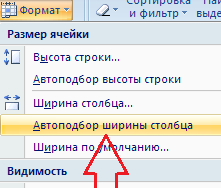 Формат
Сортировка
и фильтр
Размер ячейки
Высота строки...
Автоподбор высоты строки
Ширина столбца...
Автоподбор ширины столбца
Ширина по умолчанию...
Видимость